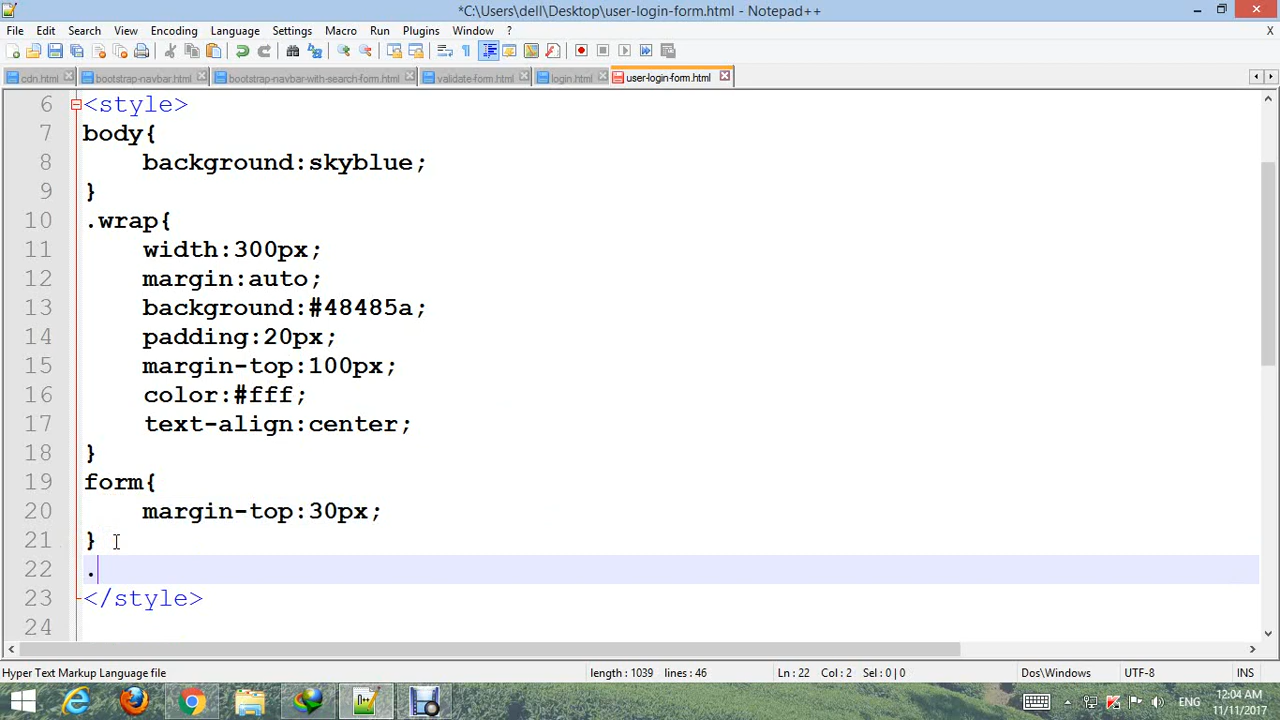 *C:\Users\dell\Desktop\user-login-form.html - Notepad++
File Edit Search View Encoding Language Settings Macro Run Plugins Window ? X
cdn.html bootstrap-navbar.html bootstrap-navbar-with-search-form.html validate-form.html login.html user-login-form.html
6 <style>
7 body{
8 background:skyblue;
9 }
10 .wrap{
11 width:300px;
12 margin:auto;
13 background:#48485a;
14 padding:20px;
15 margin-top:100px;
16 color:#fff;
17 text-align:center;
18 }
19 form{
20 margin-top:30px;
21 }
22 .
23 </style>
24
Hyper Text Markup Language file length : 1039 lines : 46 Ln : 22 Col : 2 Sel : 0 | 0 Dos\Windows UTF-8 INS
ENG 12:04 AM
11/11/2017